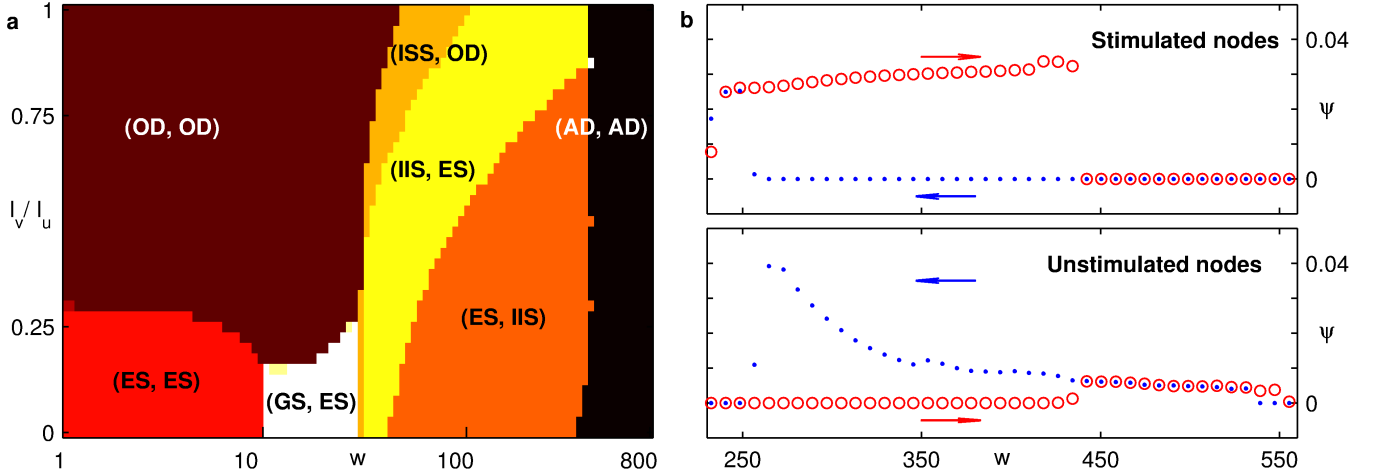 a
1
0.75
I_v/ I_u
0.25
0
(OD, OD)
(ISS, OD)
(IIS, ES)
(AD, AD)
(ES, IIS)
(ES, ES)
(GS, ES)
1 10 w 100 800
b
Stimulated nodes
0.04
ψ
0
Unstimulated nodes
0.04
ψ
0
250 350 w 450 550